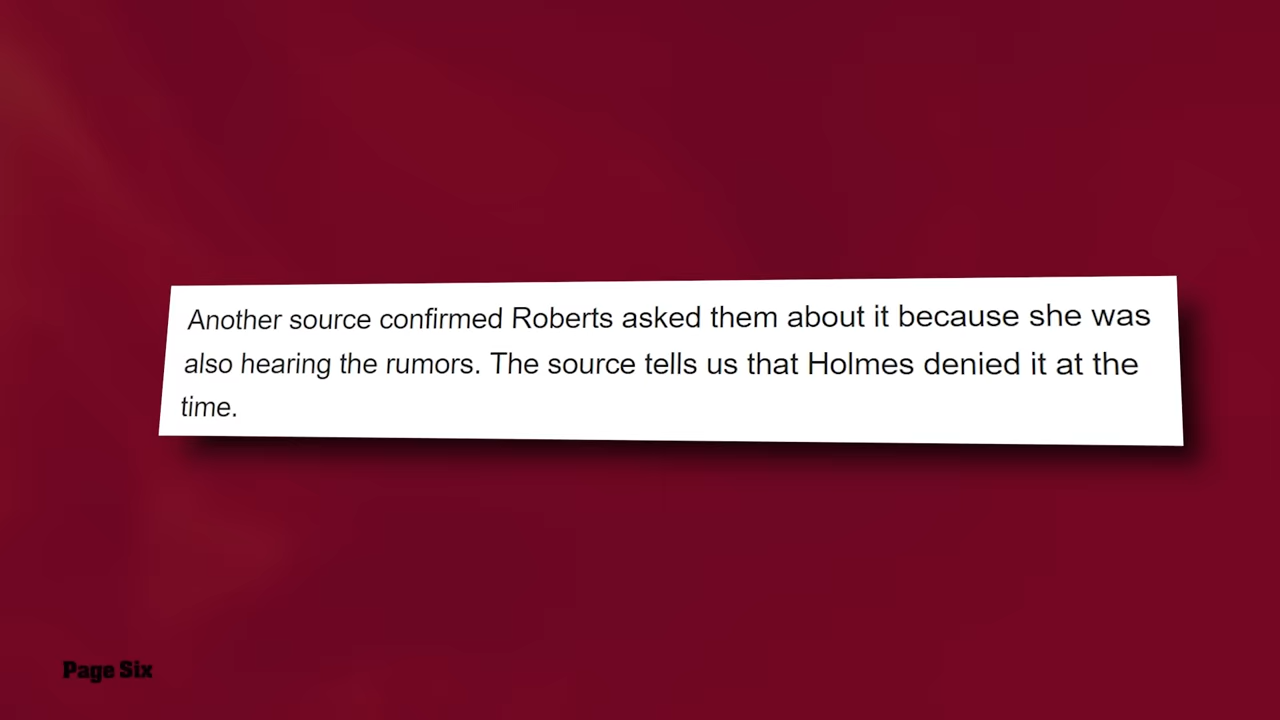 Another source confirmed Roberts asked them about it because she was
also hearing the rumors. The source tells us that Holmes denied it at the
time.
Page Six